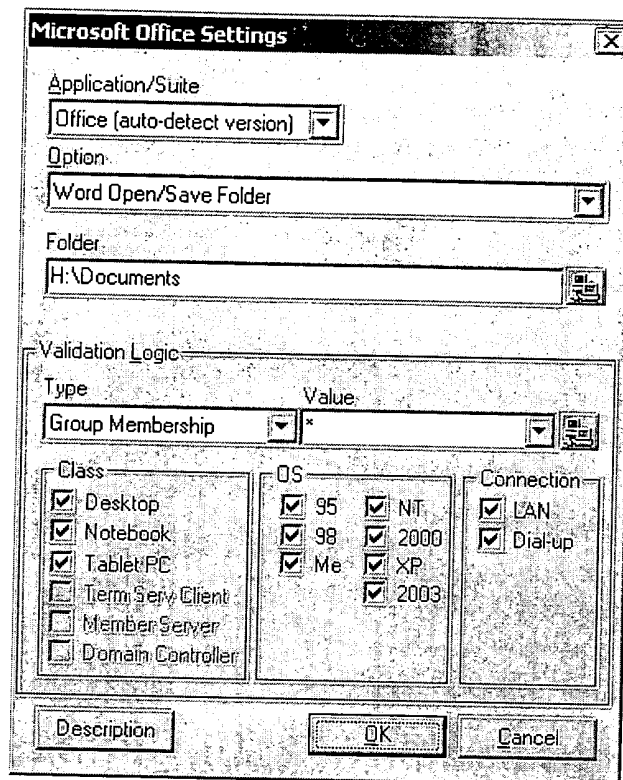 Microsoft Office Settings
Application/Suite
Office (auto-detect version)
Option
Word Open/Save Folder
Folder
H:\Documents
Validation Logic
Type
Value
Group Membership
*
Class
Desktop
Notebook
Tablet PC
Term Serv Client
Member Server
Domain Controller
OS
95
NT
98
2000
Me
XP
2003
Connection
LAN
Dial-up
Description
OK
Cancel